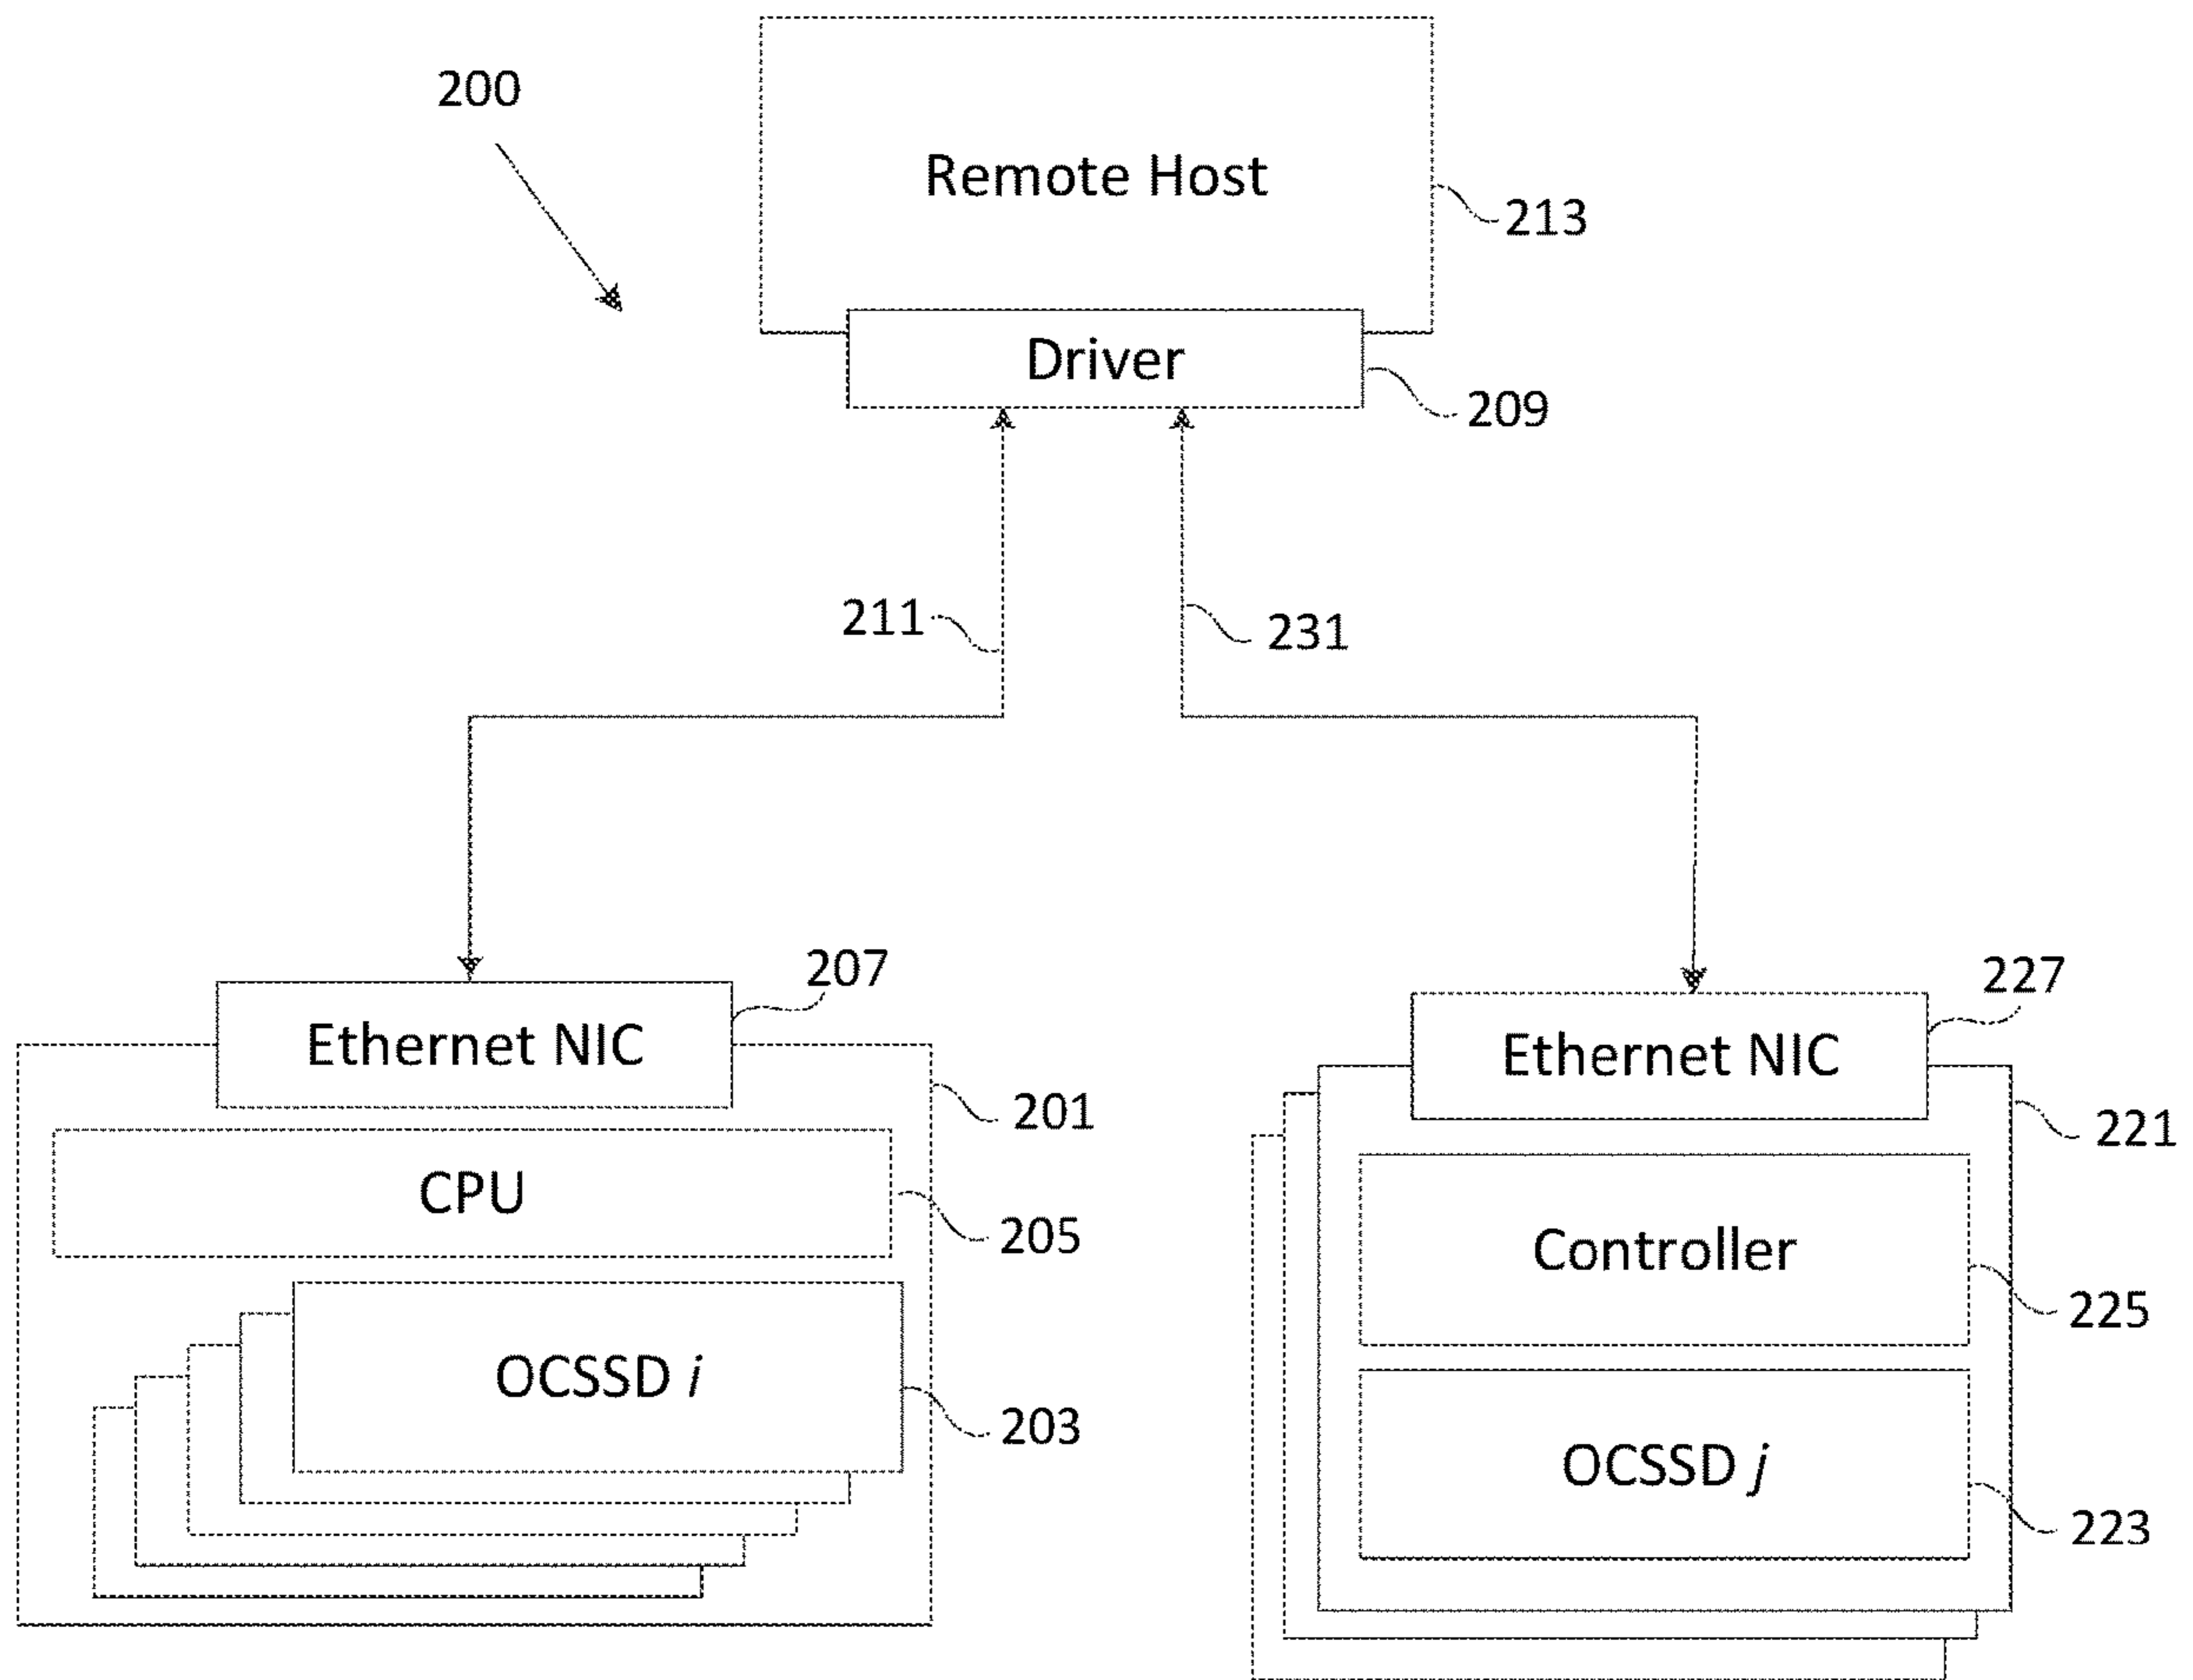 200
Remote Host
213
Driver
209
211
231
207
227
Ethernet NIC
Ethernet NIC
201
221
CPU
205
Controller
225
OCSSD i
203
OCSSD j
223